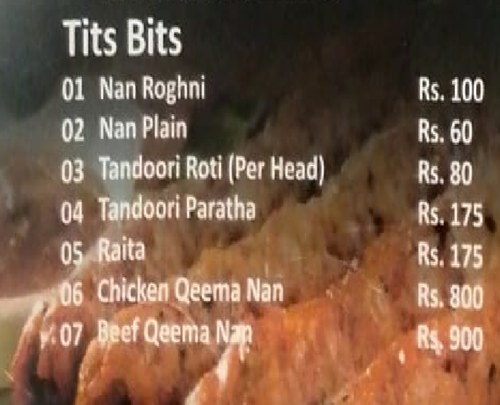 Tits Bits
01 Nan Roghni Rs. 100
02 Nan Plain Rs. 60
03 Tandoori Roti (Per Head) Rs. 80
04 Tandoori Paratha Rs. 175
05 Raita Rs. 175
06 Chicken Qeema Nan Rs. 800
07 Beef Qeema Nan Rs. 900